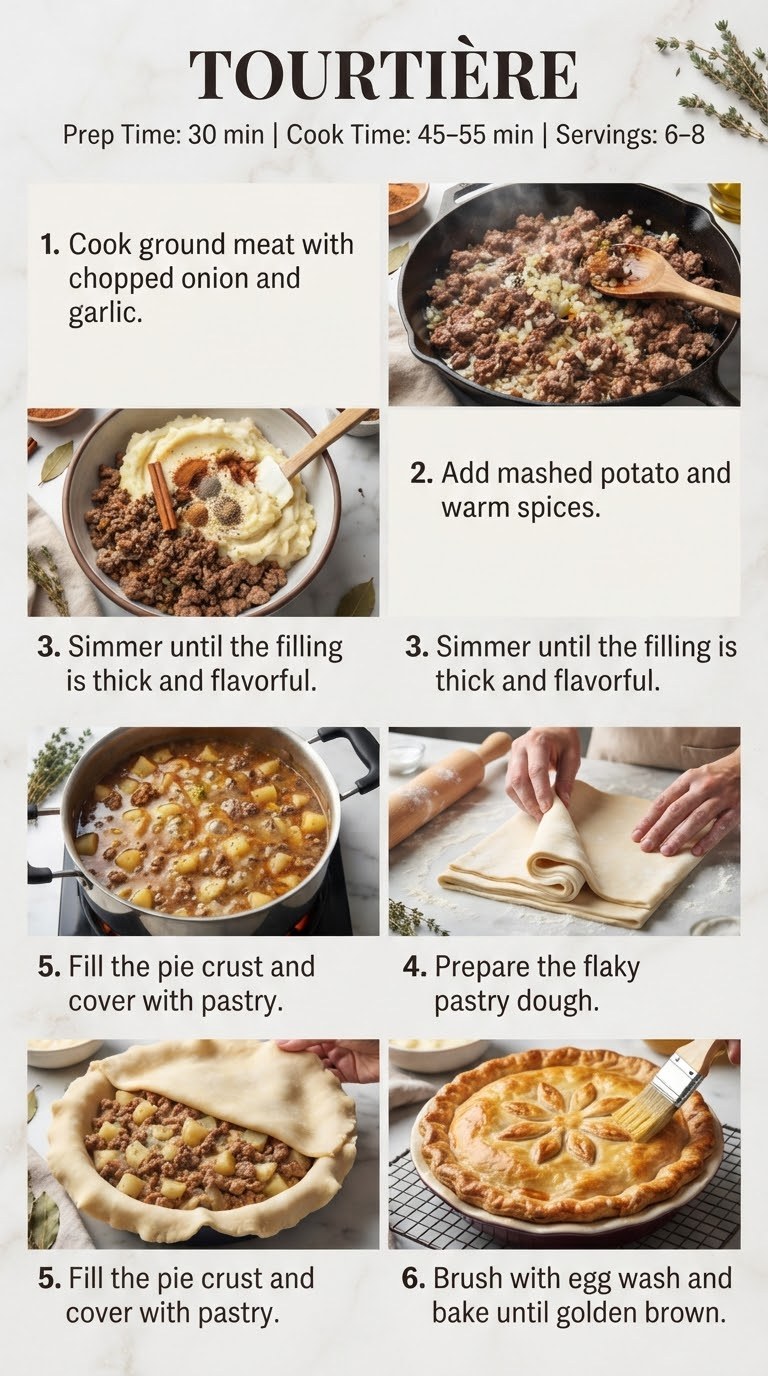 TOURTIÈRE
Prep Time: 30 min | Cook Time: 45–55 min | Servings: 6–8
1. Cook ground meat with
chopped onion and
garlic.
2. Add mashed potato and
warm spices.
3. Simmer until the filling
is thick and flavorful.
3. Simmer until the filling is
thick and flavorful.
5. Fill the pie crust and
cover with pastry.
4. Prepare the flaky
pastry dough.
5. Fill the pie crust and
cover with pastry.
6. Brush with egg wash and
bake until golden brown.